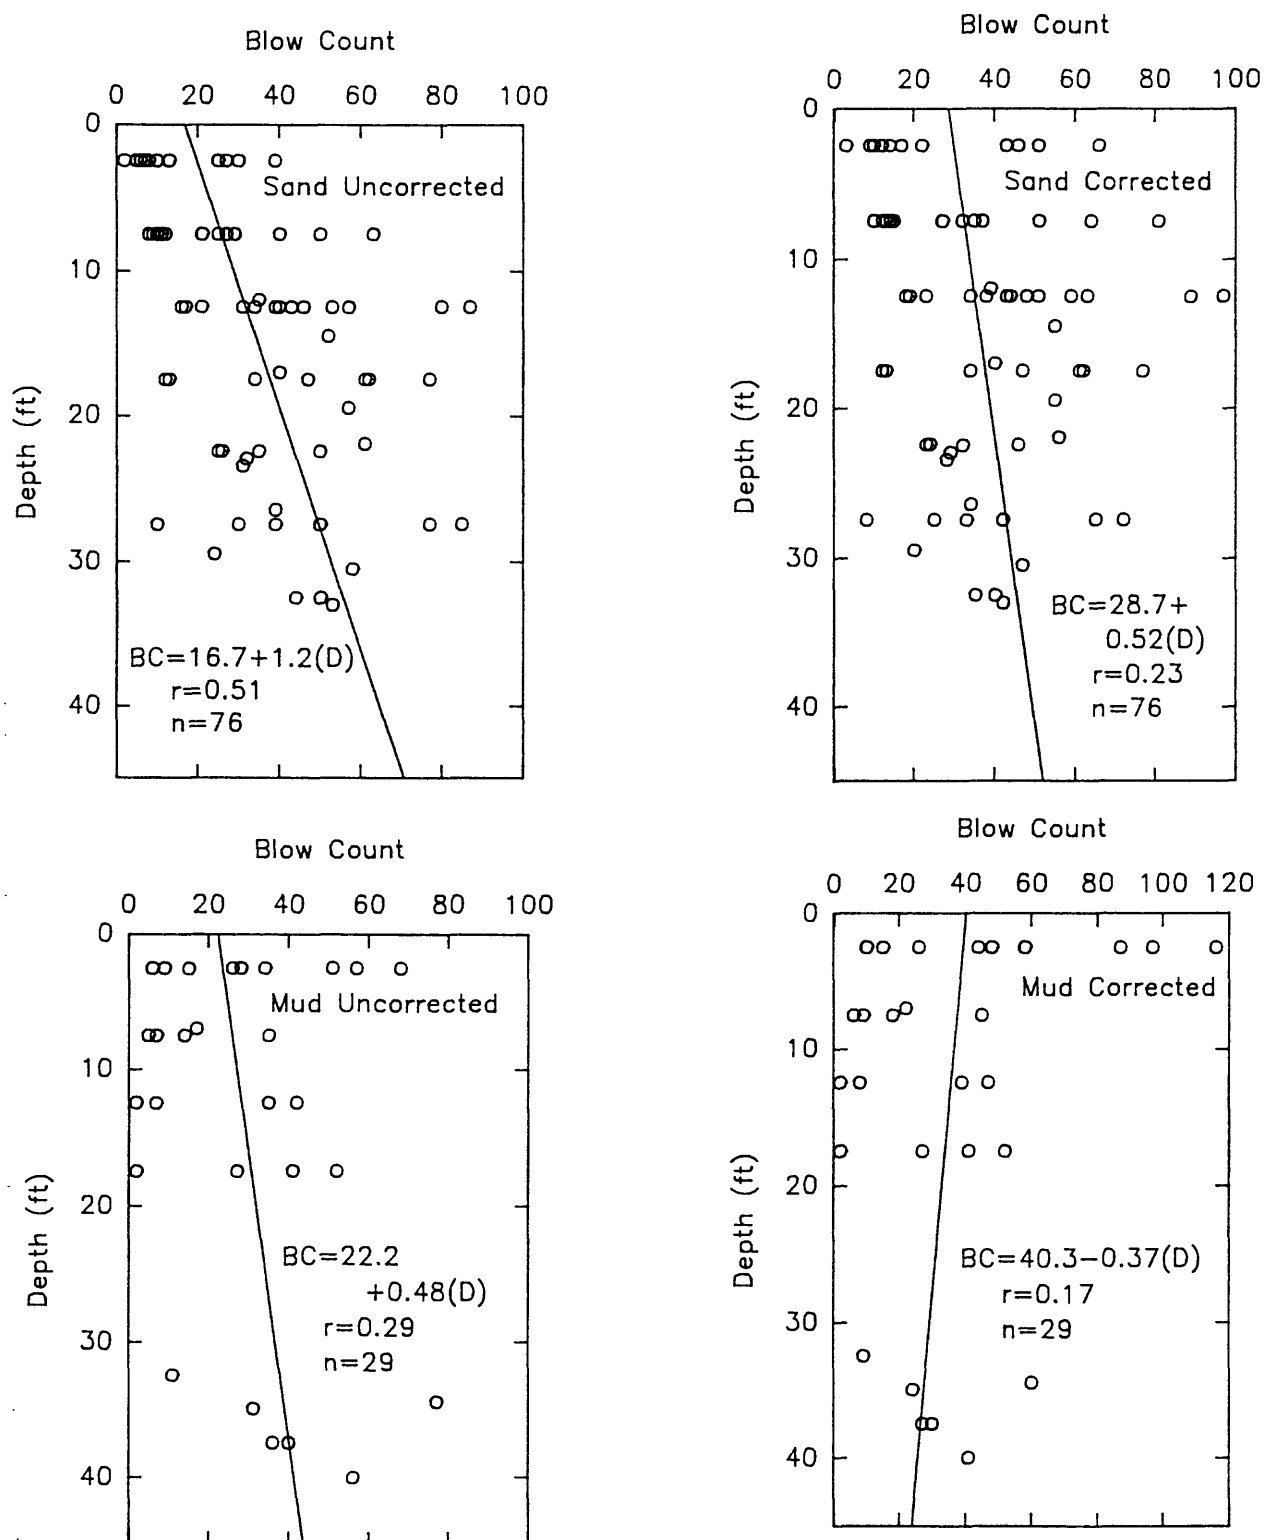 Blow Count
0 20 40 60 80 100
0
10
20
30
40
Depth (ft)
Sand Uncorrected
BC=16.7+1.2(D)
r=0.51
n=76
Blow Count
0 20 40 60 80 100
0
10
20
30
40
Depth (ft)
Sand Corrected
BC=28.7+
0.52(D)
r=0.23
n=76
Blow Count
0 20 40 60 80 100
0
10
20
30
40
Depth (ft)
Mud Uncorrected
BC=22.2
+0.48(D)
r=0.29
n=29
Blow Count
0 20 40 60 80 100 120
0
10
20
30
40
Depth (ft)
Mud Corrected
BC=40.3−0.37(D)
r=0.17
n=29